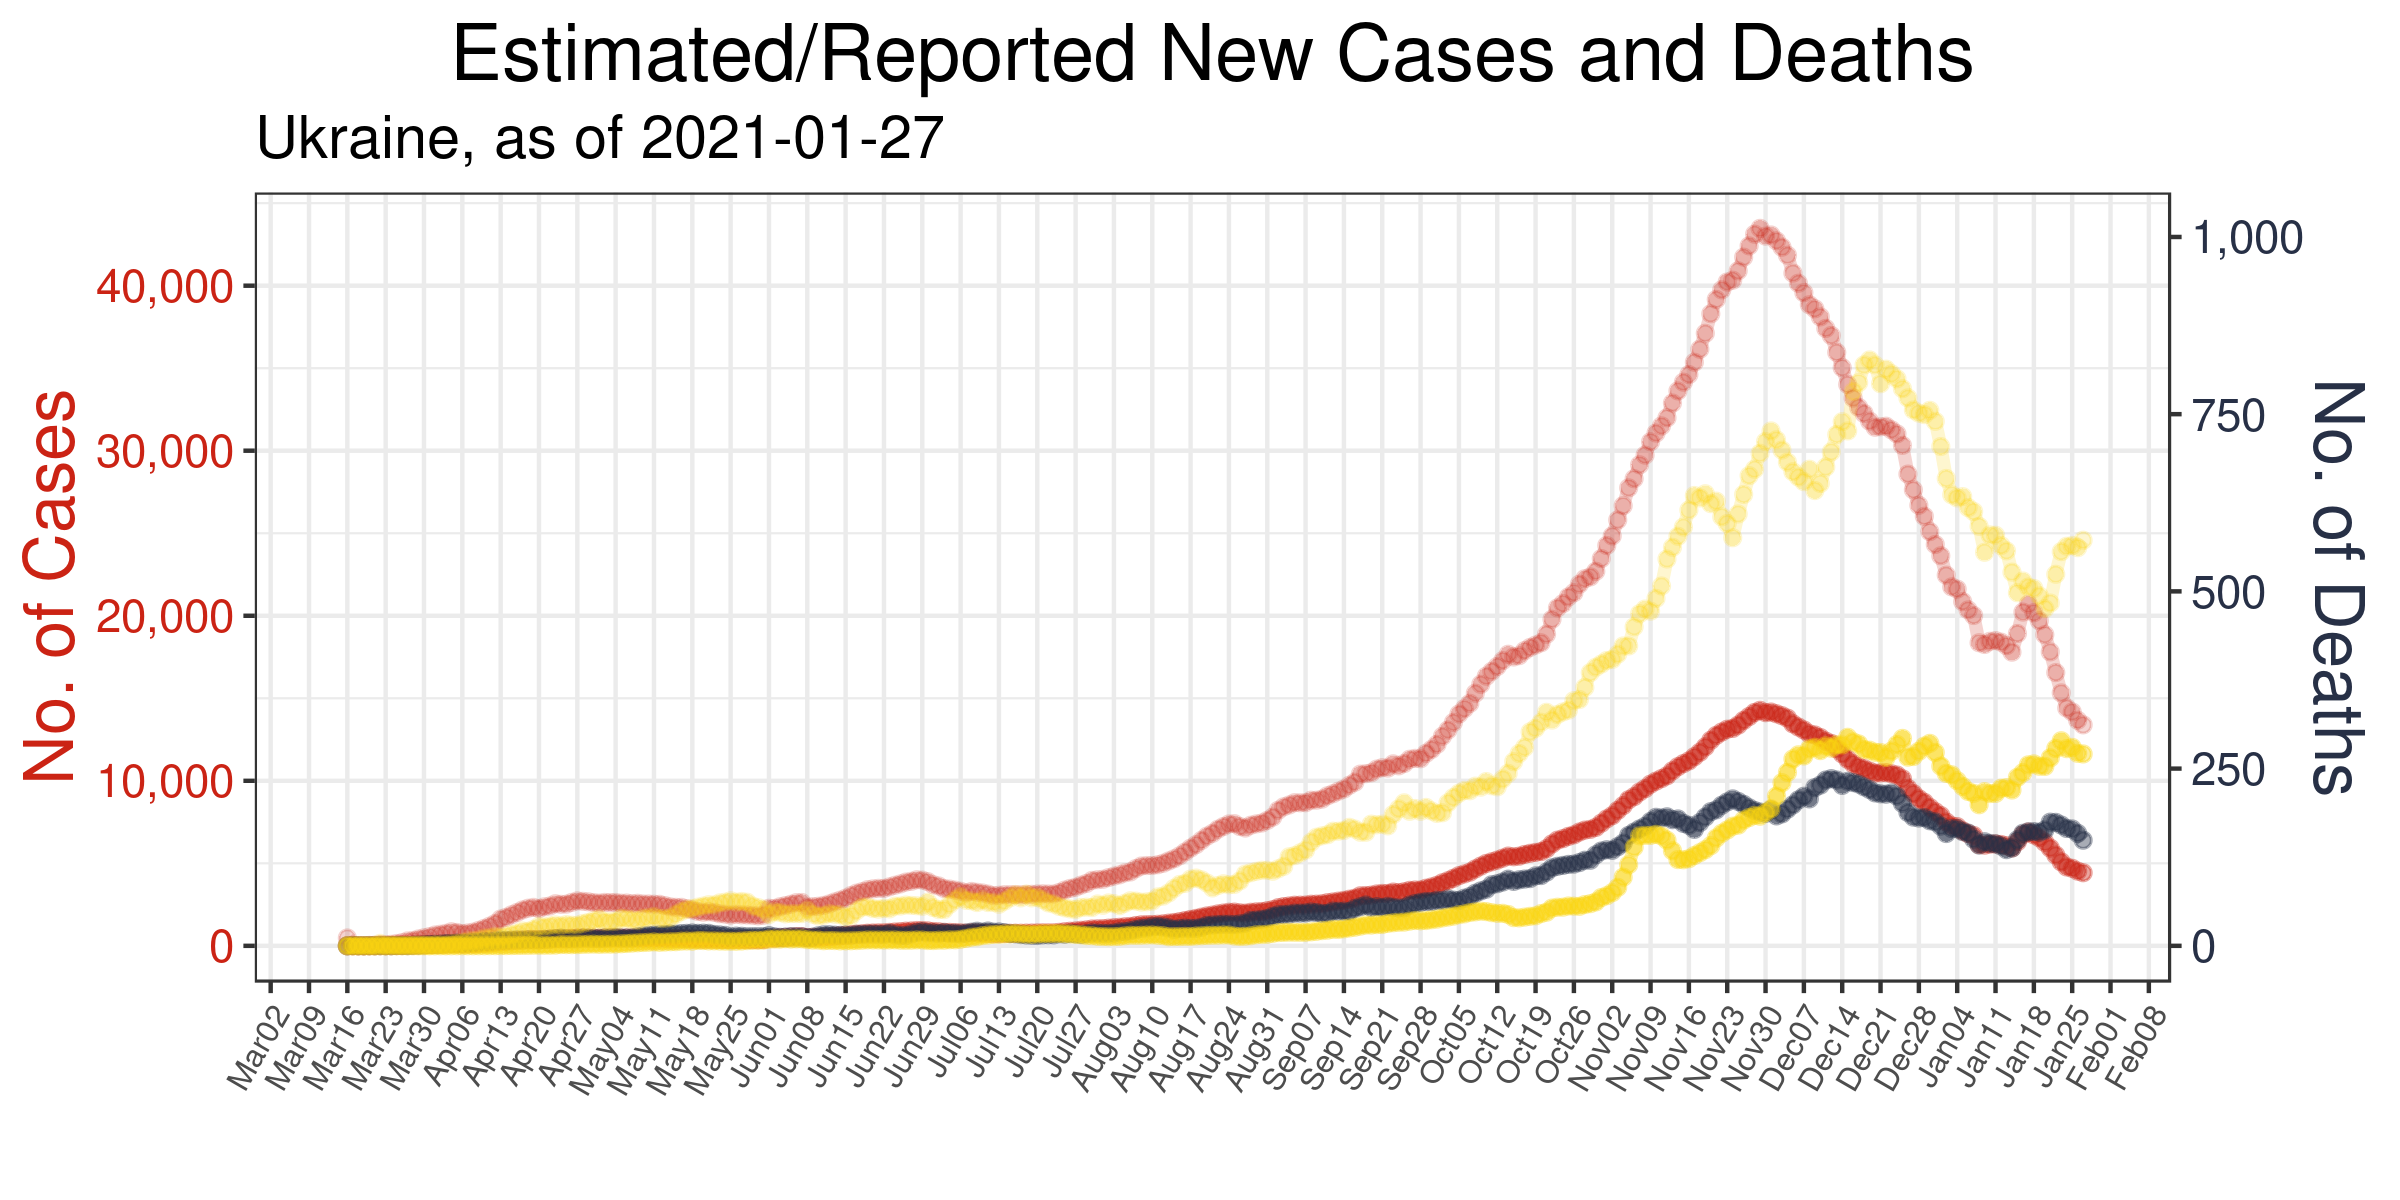 Estimated/Reported New Cases and Deaths
Ukraine, as of 2021-01-27
No. of Cases
40,000
30,000
20,000
10,000
0
1,000
750
500
250
0
No. of Deaths
Mar02
Mar09
Mar16
Mar23
Mar30
Apr06
Apr13
Apr20
Apr27
May04
May11
May18
May25
Jun01
Jun08
Jun15
Jun22
Jun29
Jul06
Jul13
Jul20
Jul27
Aug03
Aug10
Aug17
Aug24
Aug31
Sep07
Sep14
Sep21
Sep28
Oct05
Oct12
Oct19
Oct26
Nov02
Nov09
Nov16
Nov23
Nov30
Dec07
Dec14
Dec21
Dec28
Jan04
Jan11
Jan18
Jan25
Feb01
Feb08